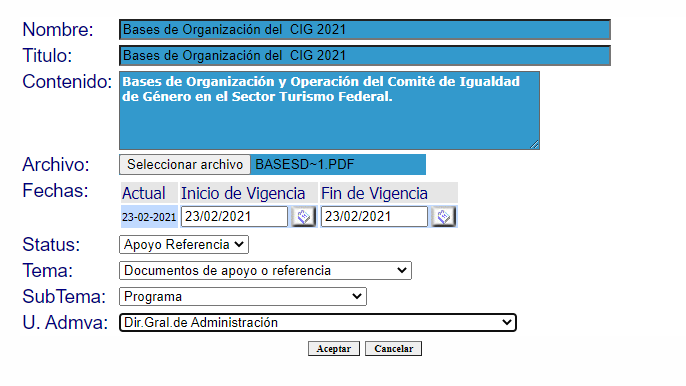 Nombre: Bases de Organización del  CIG 2021
Titulo: Bases de Organización del  CIG 2021
Contenido: Bases de Organización y Operación del Comité de Igualdad
de Género en el Sector Turismo Federal.
Archivo: Seleccionar archivo BASESD~1.PDF
Fechas: Actual Inicio de Vigencia Fin de Vigencia
23-02-2021 23/02/2021 23/02/2021
Status: Apoyo Referencia
Tema: Documentos de apoyo o referencia
SubTema: Programa
U. Admva: Dir.Gral.de Administración
Aceptar Cancelar